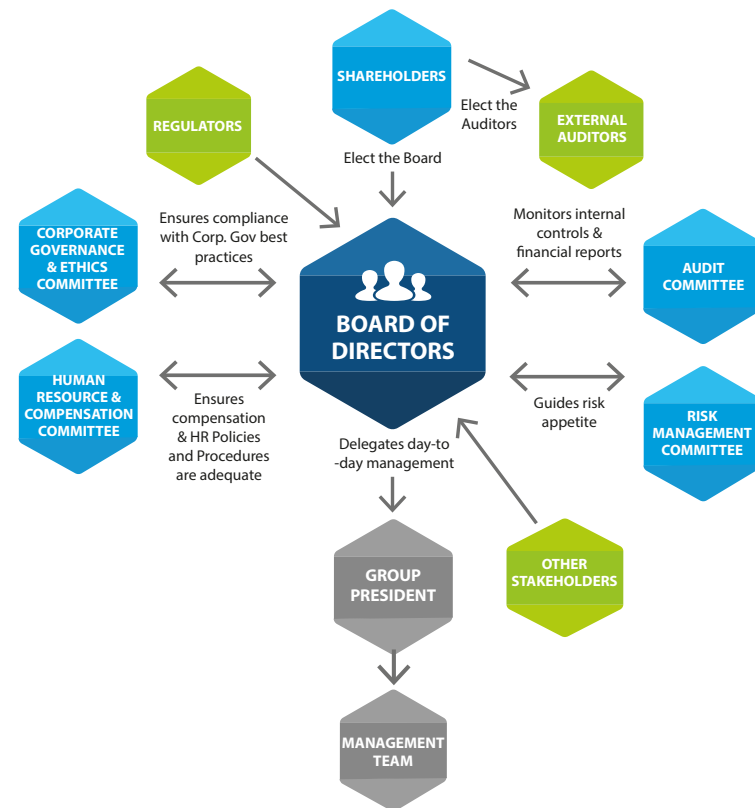 SHAREHOLDERS
Elect the
Auditors
EXTERNAL
AUDITORS
REGULATORS
Elect the Board
Ensures compliance
with Corp. Gov best
practices
CORPORATE
GOVERNANCE
& ETHICS
COMMITTEE
Monitors internal
controls &
financial reports
AUDIT
COMMITTEE
BOARD OF
DIRECTORS
HUMAN
RESOURCE &
COMPENSATION
COMMITTEE
Ensures
compensation
& HR Policies
and Procedures
are adequate
Guides risk
appetite
RISK
MANAGEMENT
COMMITTEE
Delegates day-to
-day management
GROUP
PRESIDENT
OTHER
STAKEHOLDERS
MANAGEMENT
TEAM